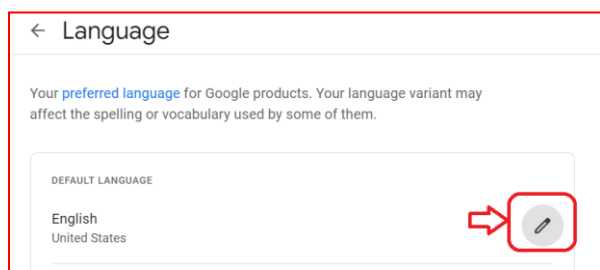 Language
Your preferred language for Google products. Your language variant may
affect the spelling or vocabulary used by some of them.
DEFAULT LANGUAGE
English
United States